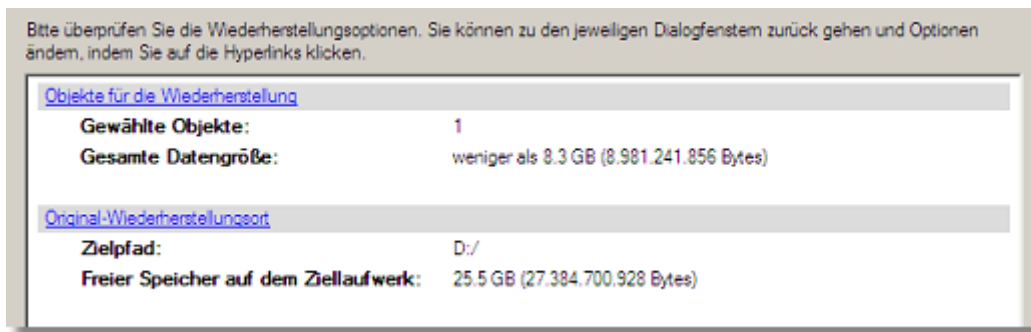 Bitte überprüfen Sie die Wiederherstellungsoptionen. Sie können zu den jeweiligen Dialogfenstern zurück gehen und Optionen
ändern, indem Sie auf die Hyperlinks klicken.
Objekte für die Wiederherstellung
Gewählte Objekte: 1
Gesamte Datengröße: weniger als 8.3 GB (8.981.241.856 Bytes)
Original-Wiederherstellungsort
Zielpfad: D:/
Freier Speicher auf dem Ziellaufwerk: 25.5 GB (27.384.700.928 Bytes)